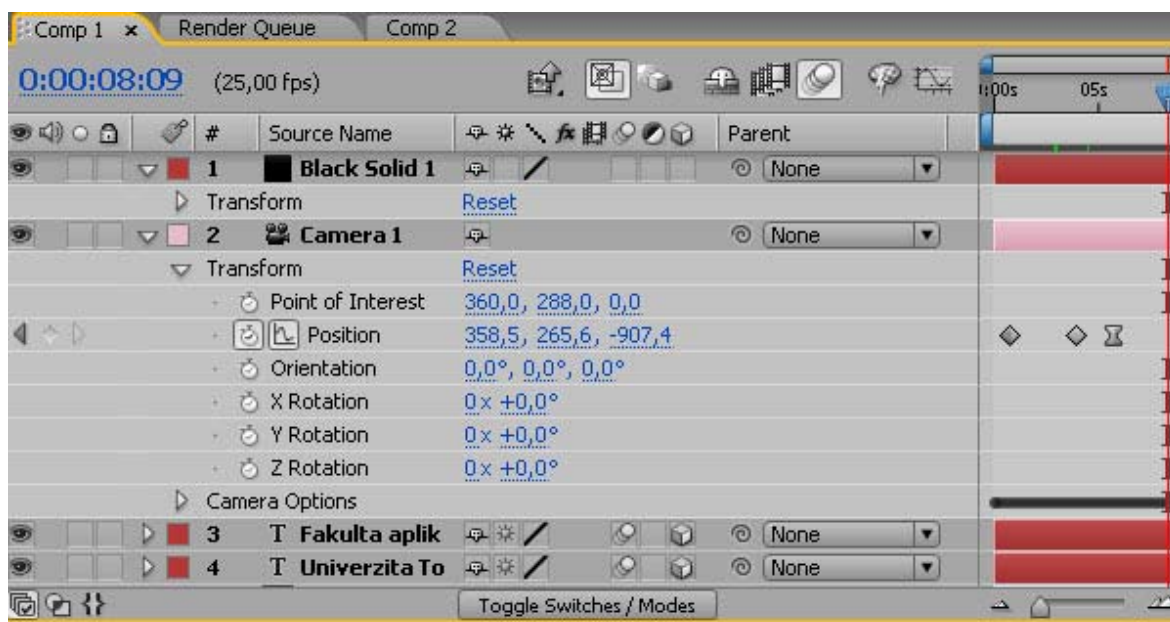 Comp 1 × Render Queue Comp 2
0:00:08:09 (25,00 fps) 05s
# Source Name Parent
1 Black Solid 1 None
Transform Reset
2 Camera 1 None
Transform Reset
Point of Interest 360,0, 288,0, 0,0
Position 358,5, 265,6, -907,4
Orientation 0,0°, 0,0°, 0,0°
X Rotation 0× +0,0°
Y Rotation 0× +0,0°
Z Rotation 0× +0,0°
Camera Options
3 T Fakulta aplik None
4 T Univerzita To None
Toggle Switches / Modes